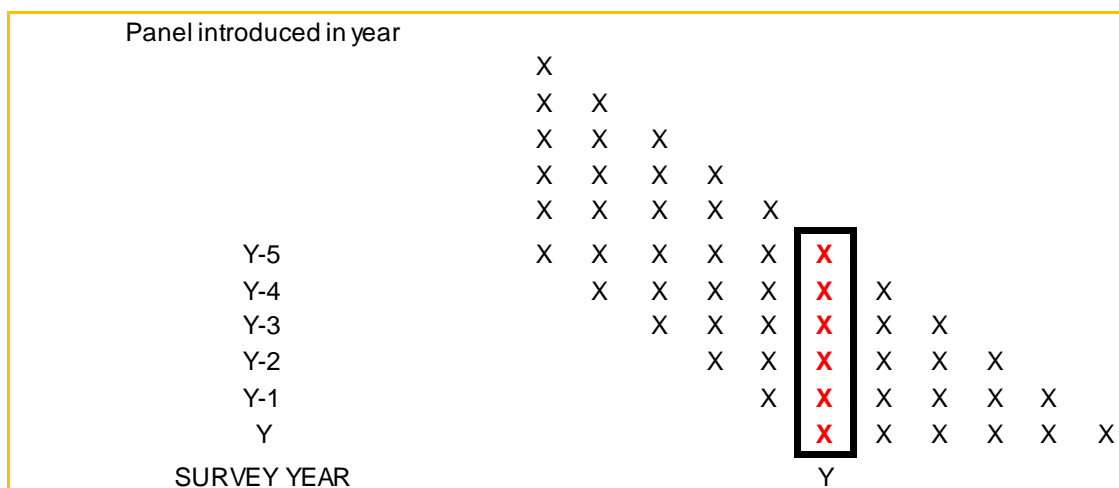 Panel introduced in year
X
X X
X X X
X X X X
X X X X X
Y-5 X X X X X X
Y-4 X X X X X X
Y-3 X X X X X X
Y-2 X X X X X X
Y-1 X X X X X X
Y X X X X X X
SURVEY YEAR Y